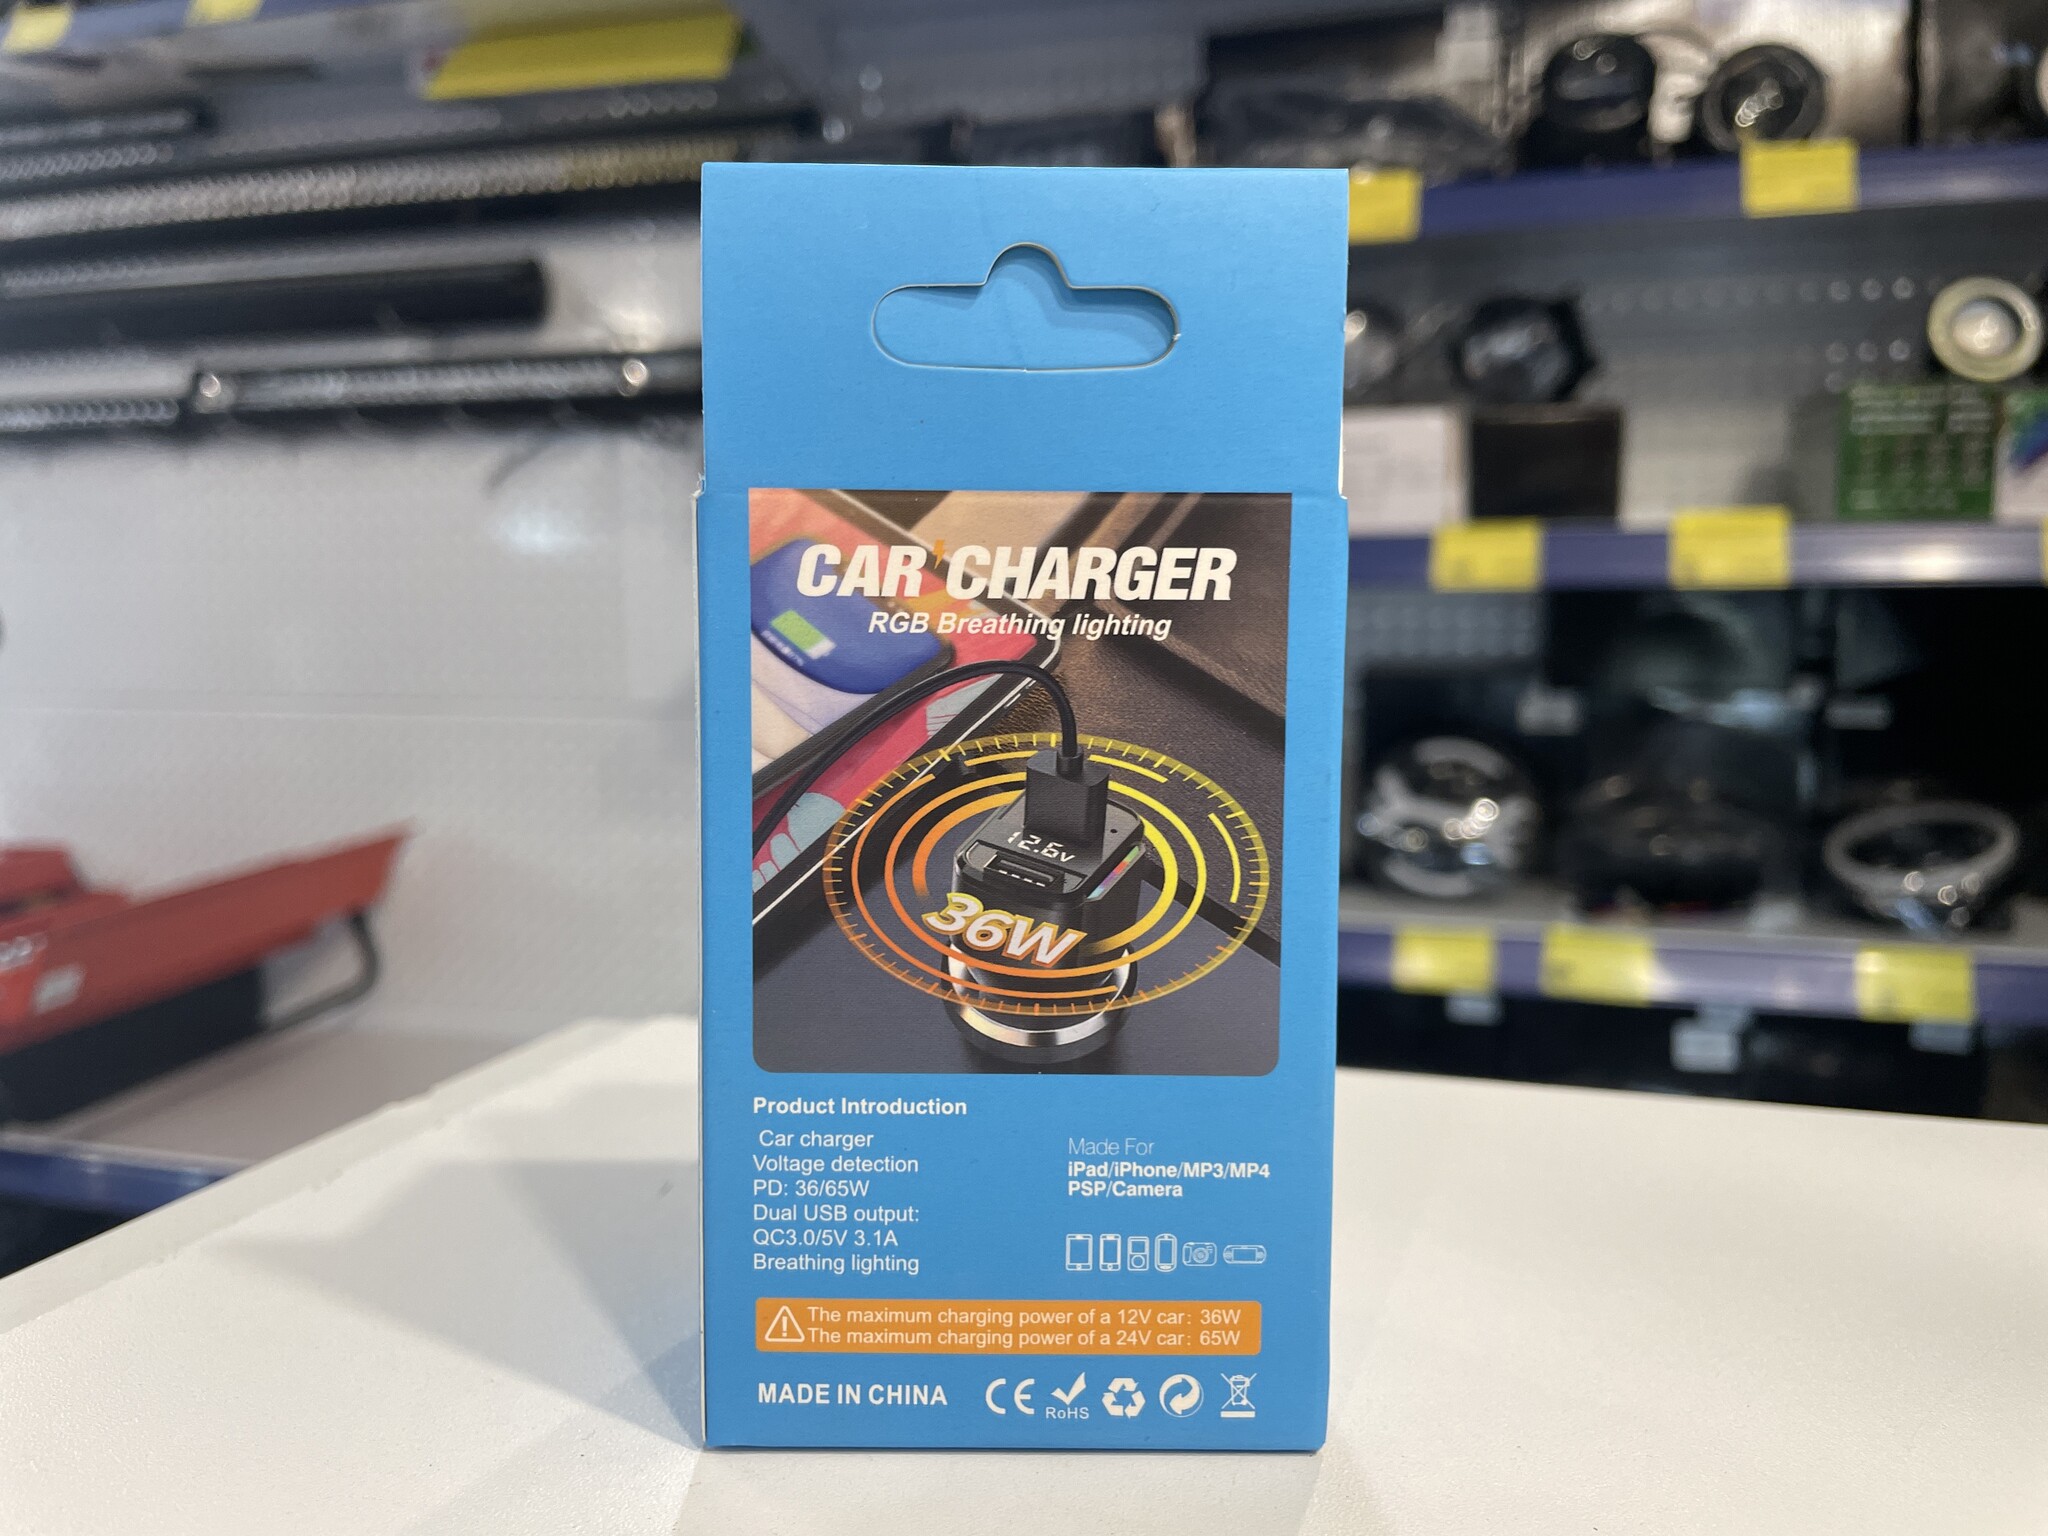 CAR CHARGER
RGB Breathing lighting
12.6v
36W
Product Introduction
Car charger
Voltage detection
PD: 36/65W
Dual USB output:
QC3.0/5V 3.1A
Breathing lighting
Made For
iPad/iPhone/MP3/MP4
PSP/Camera
The maximum charging power of a 12V car: 36W
The maximum charging power of a 24V car: 65W
MADE IN CHINA
CE
RoHS